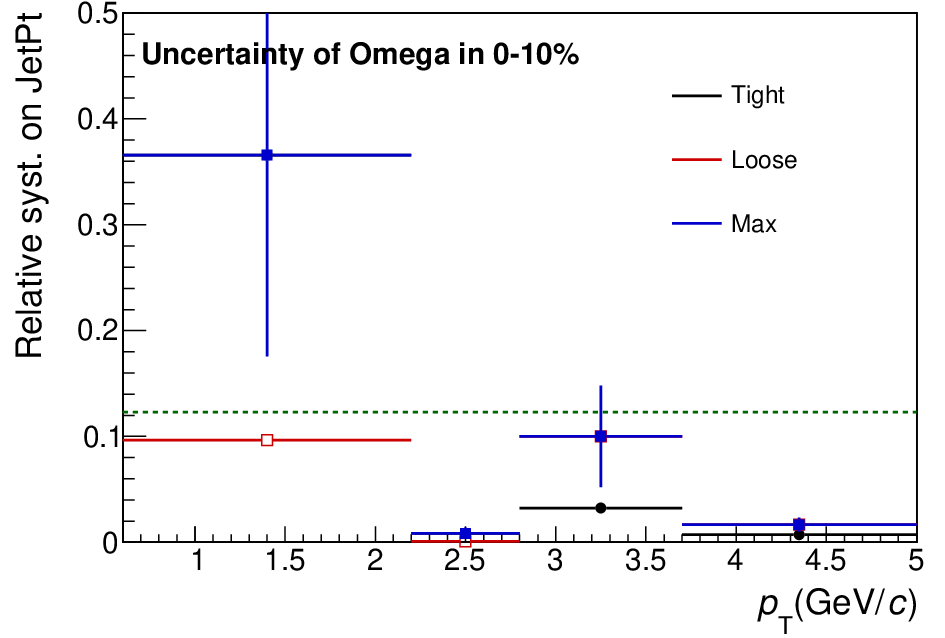 Relative syst. on JetPt
Uncertainty of Omega in 0-10%
Tight
Loose
Max
0.5
0.4
0.3
0.2
0.1
0
1
1.5
2
2.5
3
3.5
4
4.5
5
p_T(GeV/c)